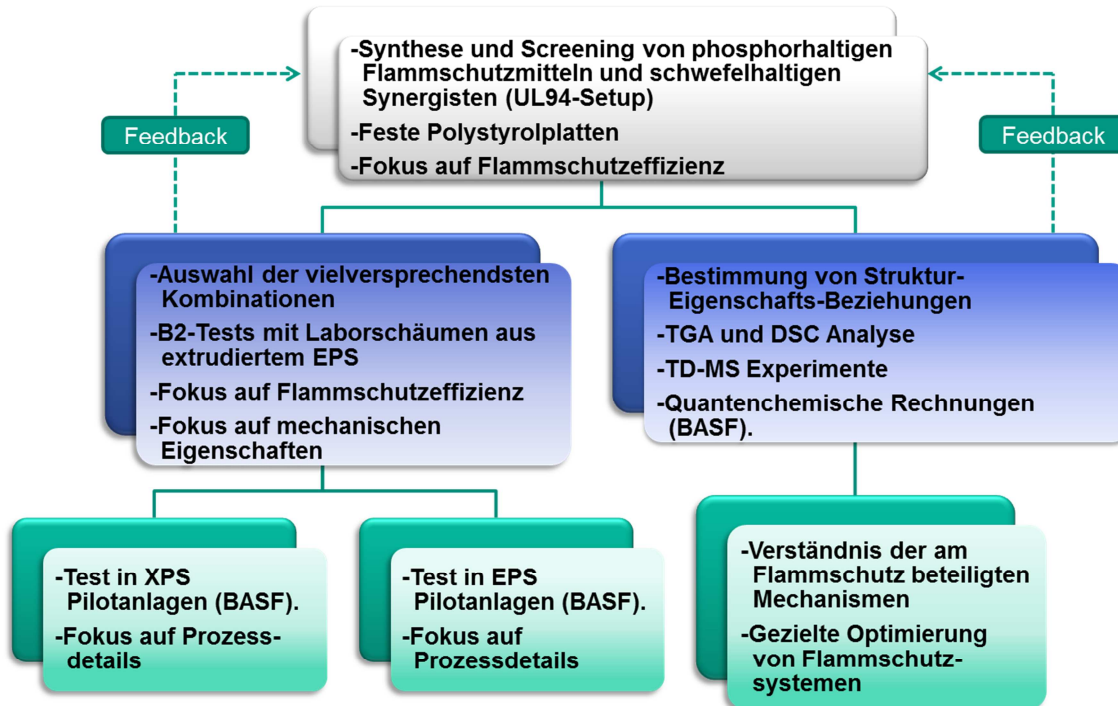 -Synthese und Screening von phosphorhaltigen
Flammschutzmitteln und schwefelhaltigen
Synergisten (UL94-Setup)
-Feste Polystyrolplatten
-Fokus auf Flammschutzeffizienz
Feedback
Feedback
-Auswahl der vielversprechendsten
Kombinationen
-B2-Tests mit Laborschäumen aus
extrudiertem EPS
-Fokus auf Flammschutzeffizienz
-Fokus auf mechanischen
Eigenschaften
-Bestimmung von Struktur-
Eigenschafts-Beziehungen
-TGA und DSC Analyse
-TD-MS Experimente
-Quantenchemische Rechnungen
(BASF).
-Test in XPS
Pilotanlagen (BASF).
-Fokus auf Prozess-
details
-Test in EPS
Pilotanlagen (BASF).
-Fokus auf
Prozessdetails
-Verständnis der am
Flammschutz beteiligten
Mechanismen
-Gezielte Optimierung
von Flammschutz-
systemen